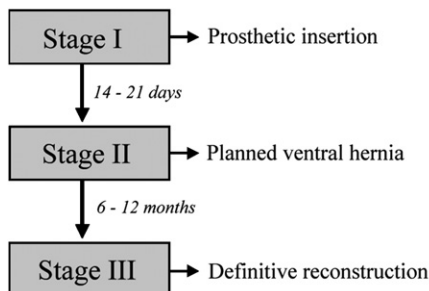 Stage I
Prosthetic insertion
14 - 21 days
Stage II
Planned ventral hernia
6 - 12 months
Stage III
Definitive reconstruction